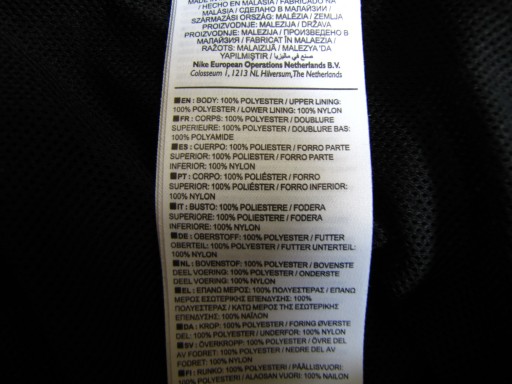 / HECHO EN MALASIA / FABRICADO NA
MALÁSIA / СДЕЛАНО В МАЛАЙЗИИ /
SZÁRMAZÁSI ORSZÁG: MALÉZIA / ZEMLJA
PROIZVODNJE: MALEZIJA / DRŽAVA
PROIZVODNJE: MALEZIJA / ПРОИЗВЕДЕНО В
МАЛАЙЗИЯ / FABRICAT ÎN MALAEZIA /
RAŽOTS: MALAIZIJĀ / MALEZYA 'DA
YAPILMIŞTIR / صنع في ماليزيا
Nike European Operations Netherlands B.V.
Colosseum 1, 1213 NL Hilversum, The Netherlands
■ EN : BODY: 100% POLYESTER / UPPER LINING:
100% POLYESTER / LOWER LINING: 100% NYLON
■ FR : CORPS: 100% POLYESTER / DOUBLURE
SUPERIEURE: 100% POLYESTER / DOUBLURE BAS:
100% POLYAMIDE
■ ES : CUERPO: 100% POLIESTER / FORRO PARTE
SUPERIOR: 100% POLIESTER / FORRO PARTE
INFERIOR: 100% NYLON
■ PT : CORPO: 100% POLIÉSTER / FORRO
SUPERIOR: 100% POLIÉSTER / FORRO INFERIOR:
100% NYLON
■ IT : BUSTO: 100% POLIESTERE / FODERA
SUPERIORE: 100% POLIESTERE / FODERA
INFERIORE: 100% NYLON
■ DE : OBERSTOFF: 100% POLYESTER / FUTTER
OBERTEIL: 100% POLYESTER / FUTTER UNTERTEIL:
100% NYLON
■ NL : BOVENSTOF: 100% POLYESTER / BOVENSTE
DEEL VOERING: 100% POLYESTER / ONDERSTE
DEEL VOERING: 100% NYLON
■ EL : ΕΠΑΝΩ ΜΕΡΟΣ: 100% ΠΟΛΥΕΣΤΕΡΑΣ / ΕΠΑΝΩ
ΜΕΡΟΣ ΕΣΩΤΕΡΙΚΗΣ ΕΠΕΝΔΥΣΗΣ: 100%
ΠΟΛΥΕΣΤΕΡΑΣ / ΚΑΤΩ ΜΕΡΟΣ ΤΗΣ ΕΣΩΤΕΡΙΚΗΣ
ΕΠΕΝΔΥΣΗΣ: 100% ΝΑΪΛΟΝ
■ DA : KROP: 100% POLYESTER / FORING ØVERSTE
DEL: 100% POLYESTER / UNDERFOR: 100% NYLON
■ SV : ÖVERKROPP: 100% POLYESTER / ÖVRE DEL
AV FODRET: 100% POLYESTER / NEDRE DEL AV
FODRET: 100% NYLON
■ FI : RUNKO: 100% POLYESTERI / PÄÄLLISVUORI:
100% POLYESTERI / ALAOSAN VUORI: 100% NAILON